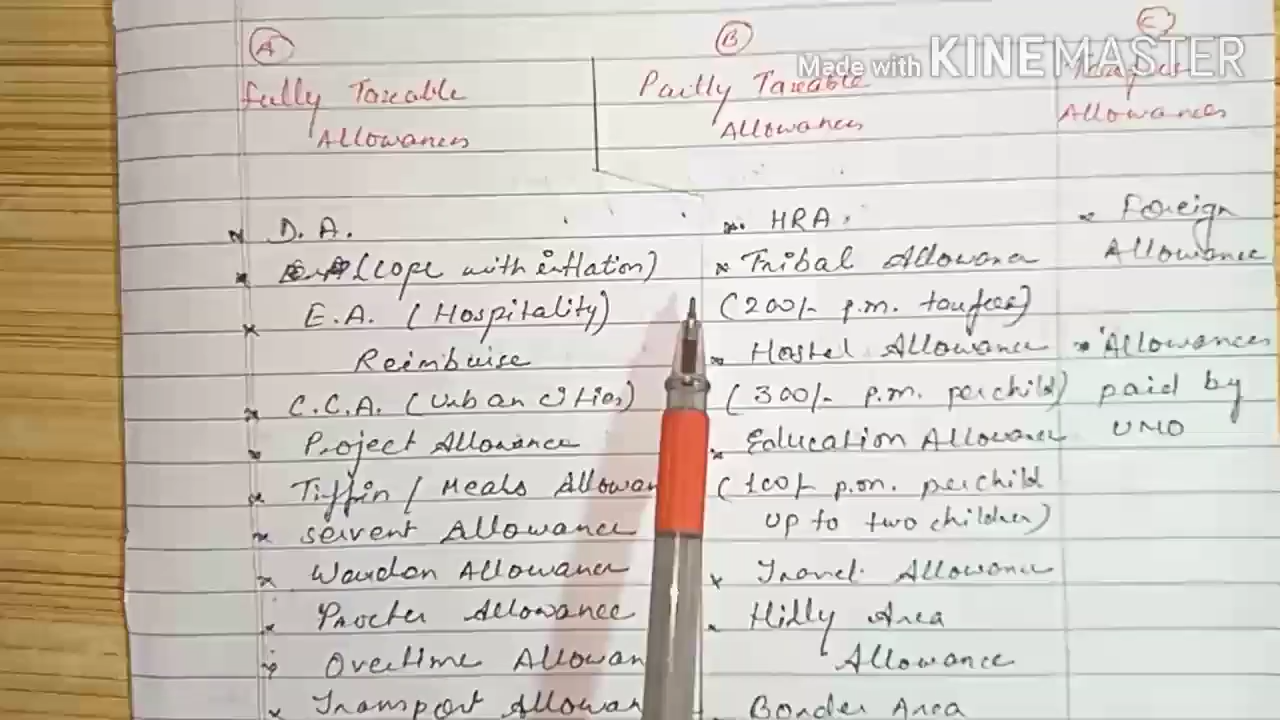 A
Fully Taxeable
Allowances
* D.A.
* (cope with inflation)
* E.A. (Hospitality)
Reimburse
* C.C.A. (Urban cities)
* Project Allowance
* Tiffin / Meals Allowan
* Servent Allowance
* Warden Allowance
* Procter Allowance
* Overtime Allowan
* Transport Allowan
B
Partly Taxeable
Allowances
* HRA.
* Tribal Allowance
(200/- p.m. taxfree)
* Hostel Allowance
(300/- p.m. per child)
* Education Allowance
(100/- p.m. per child
up to two children)
* Travel Allowance
* Hilly Area
Allowance
Border Area
C
Allowances
* Foreign
Allowance
* Allowances
paid by
UNO
Made with KINEMASTER